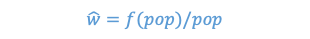 ŵ = f(pop)/pop